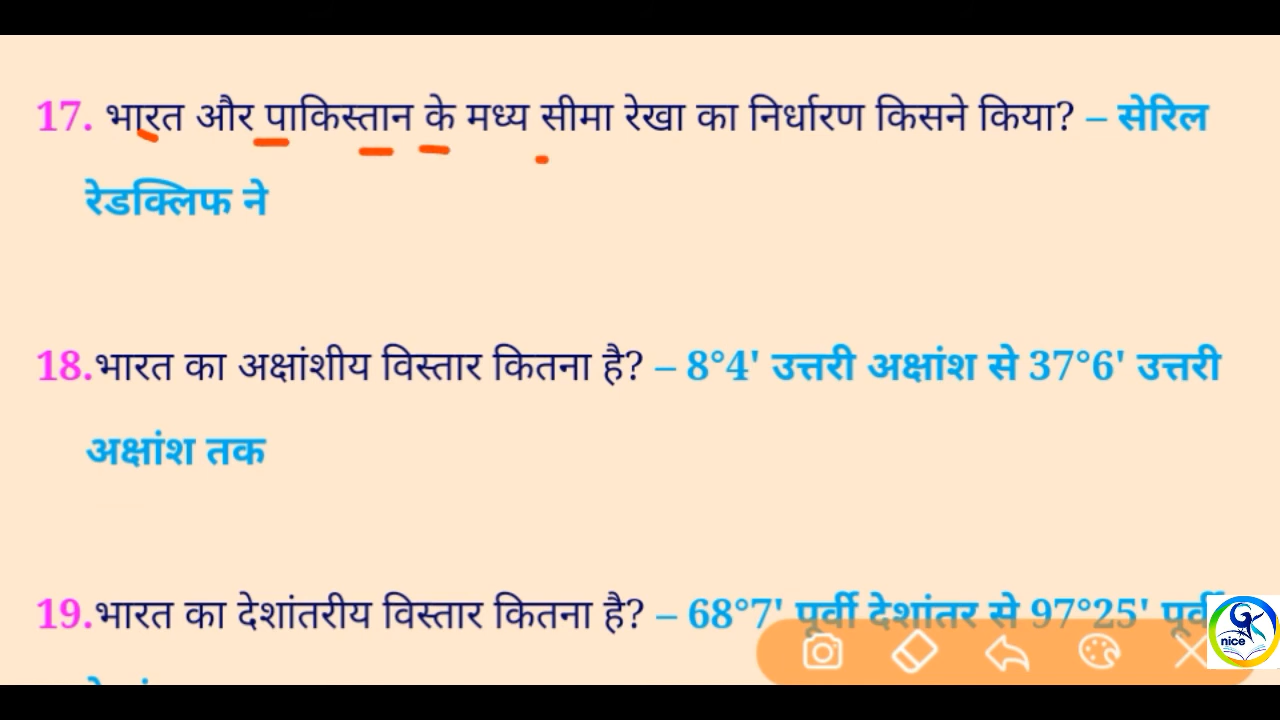 17. भारत और पाकिस्तान के मध्य सीमा रेखा का निर्धारण किसने किया? – सेरिल
रेडक्लिफ ने
18.भारत का अक्षांशीय विस्तार कितना है? – 8°4' उत्तरी अक्षांश से 37°6' उत्तरी
अक्षांश तक
19.भारत का देशांतरीय विस्तार कितना है? – 68°7' पूर्वी देशांतर से 97°25' पूर्वी
nice